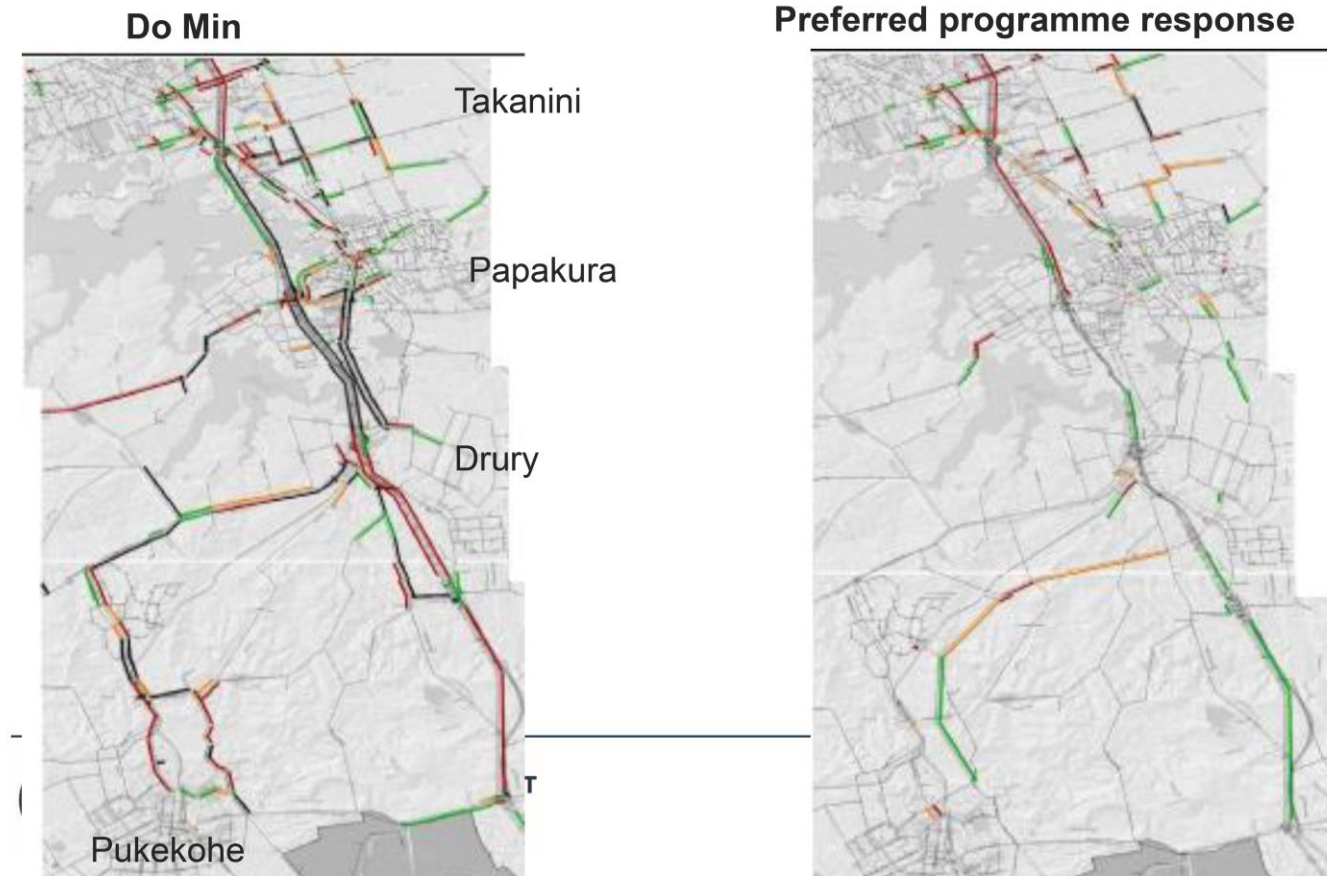 Do Min
Preferred programme response
Takanini
Papakura
Drury
T
Pukekohe